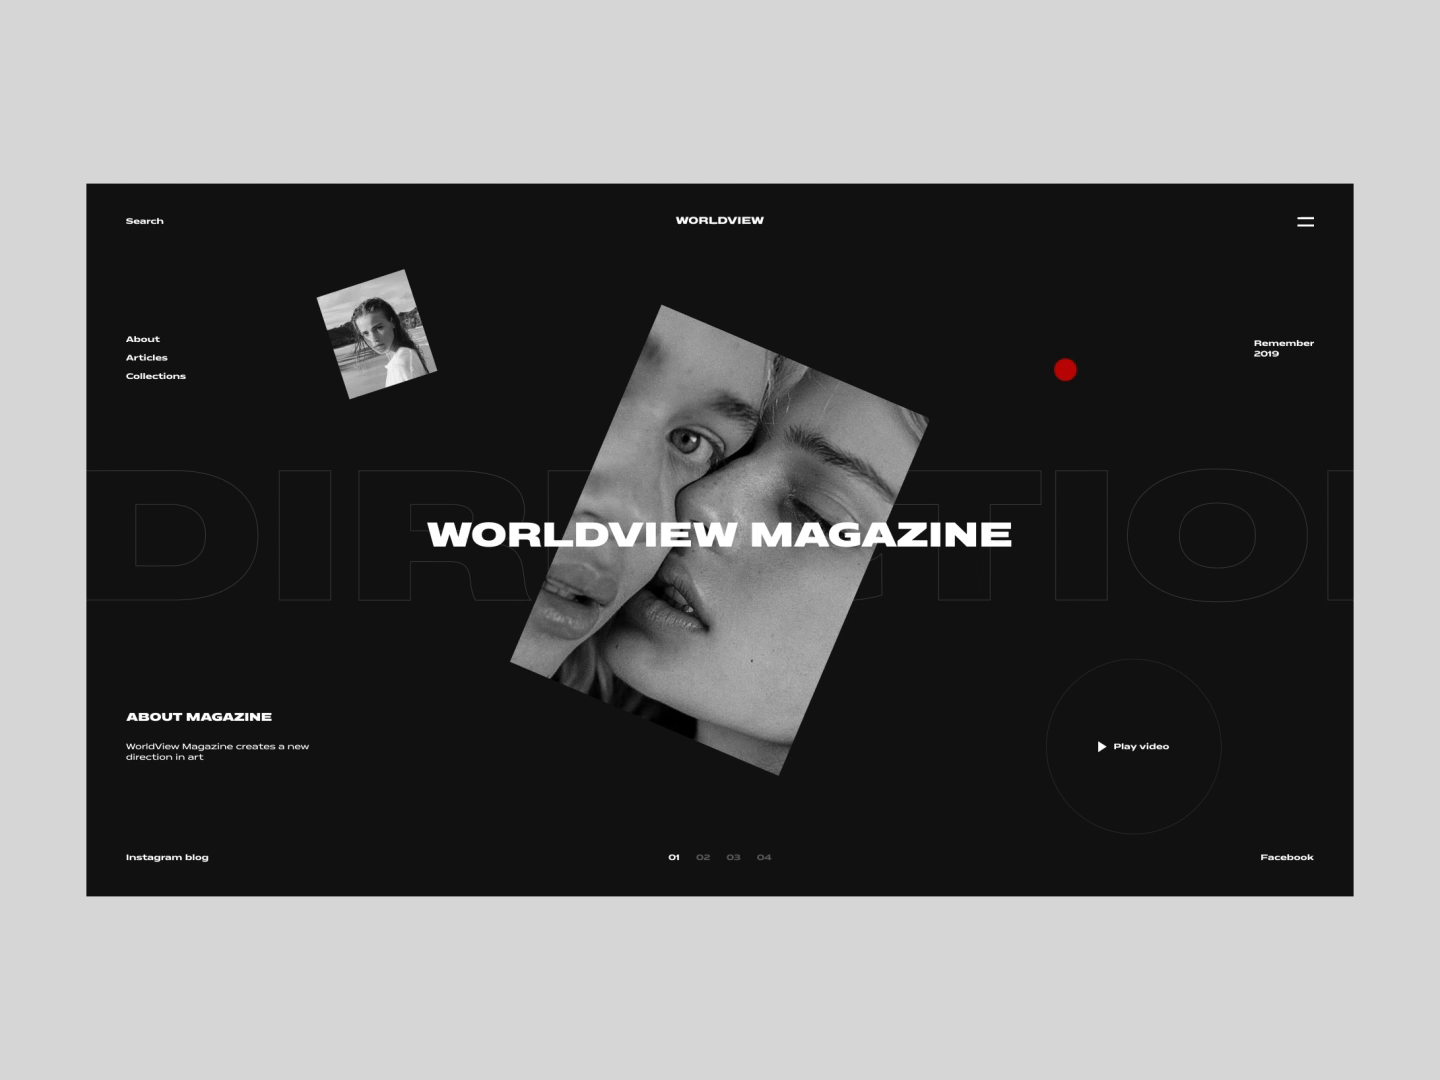 Search
WORLDVIEW
About
Articles
Collections
Remember
2019
DIRECTION
WORLDVIEW MAGAZINE
ABOUT MAGAZINE
WorldView Magazine creates a new
direction in art
Play video
Instagram blog
01 02 03 04
Facebook